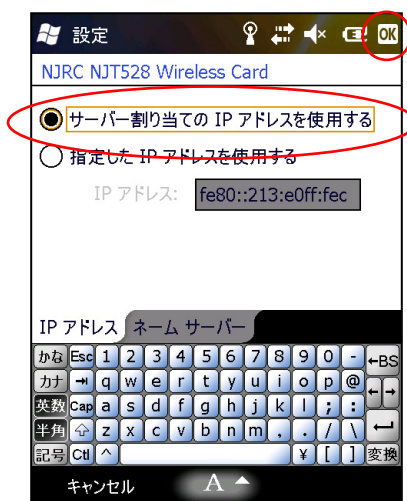 設定 OK
NJRC NJT528 Wireless Card
サーバー割り当ての IP アドレスを使用する
指定した IP アドレスを使用する
IP アドレス: fe80::213:e0ff:fec
IP アドレス ネーム サーバー
かな Esc 1 2 3 4 5 6 7 8 9 0 - ←BS
カナ →| q w e r t y u i o p @ ← →
英数 Cap a s d f g h j k l ; :
半角 ⇧ z x c v b n m , . / \ ↵
記号 Ctl ^ ¥ [ ] 変換
キャンセル A